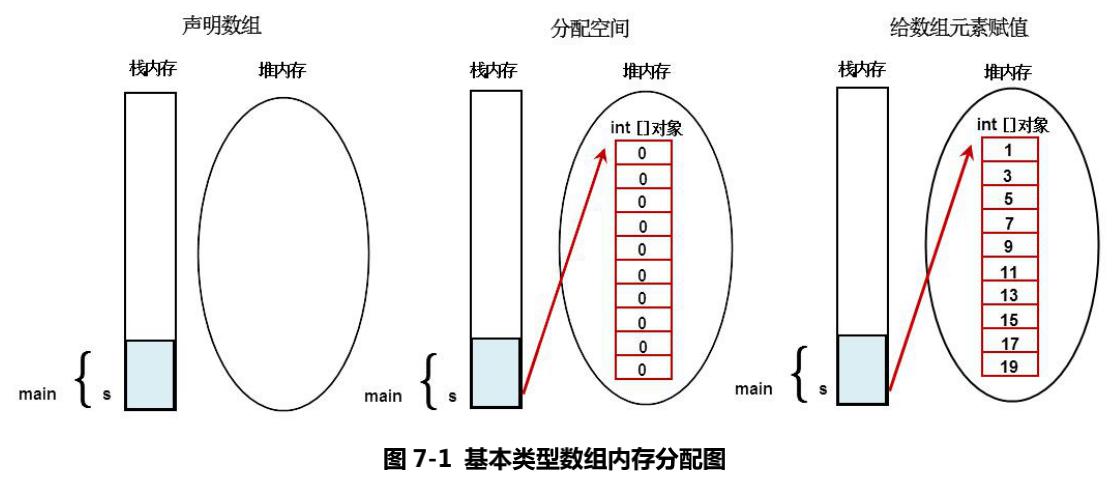 声明数组
栈内存 堆内存
main { s
分配空间
栈内存 堆内存
int []对象
0
0
0
0
0
0
0
0
0
0
main { s
给数组元素赋值
栈内存 堆内存
int []对象
1
3
5
7
9
11
13
15
17
19
main { s
图 7-1 基本类型数组内存分配图